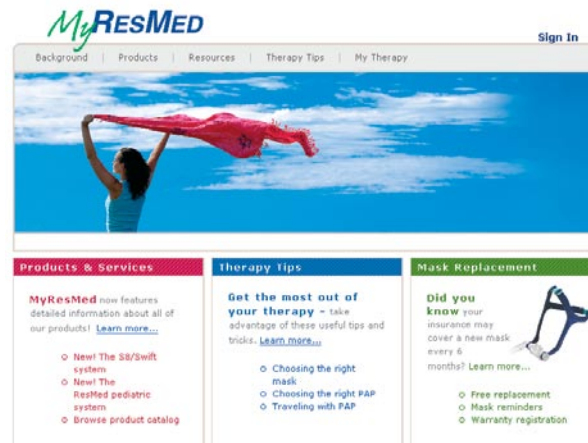 MyResMed
Sign In
Background | Products | Resources | Therapy Tips | My Therapy
Products & Services
MyResMed now features
detailed information about all of
our products! Learn more...
New! The S8/Swift
system
New! The
ResMed pediatric
system
Browse product catalog
Therapy Tips
Get the most out of
your therapy - take
advantage of these useful tips and
tricks. Learn more...
Choosing the right
mask
Choosing the right PAP
Traveling with PAP
Mask Replacement
Did you
know your
insurance may
cover a new mask
every 6
months? Learn more...
Free replacement
Mask reminders
Warranty registration